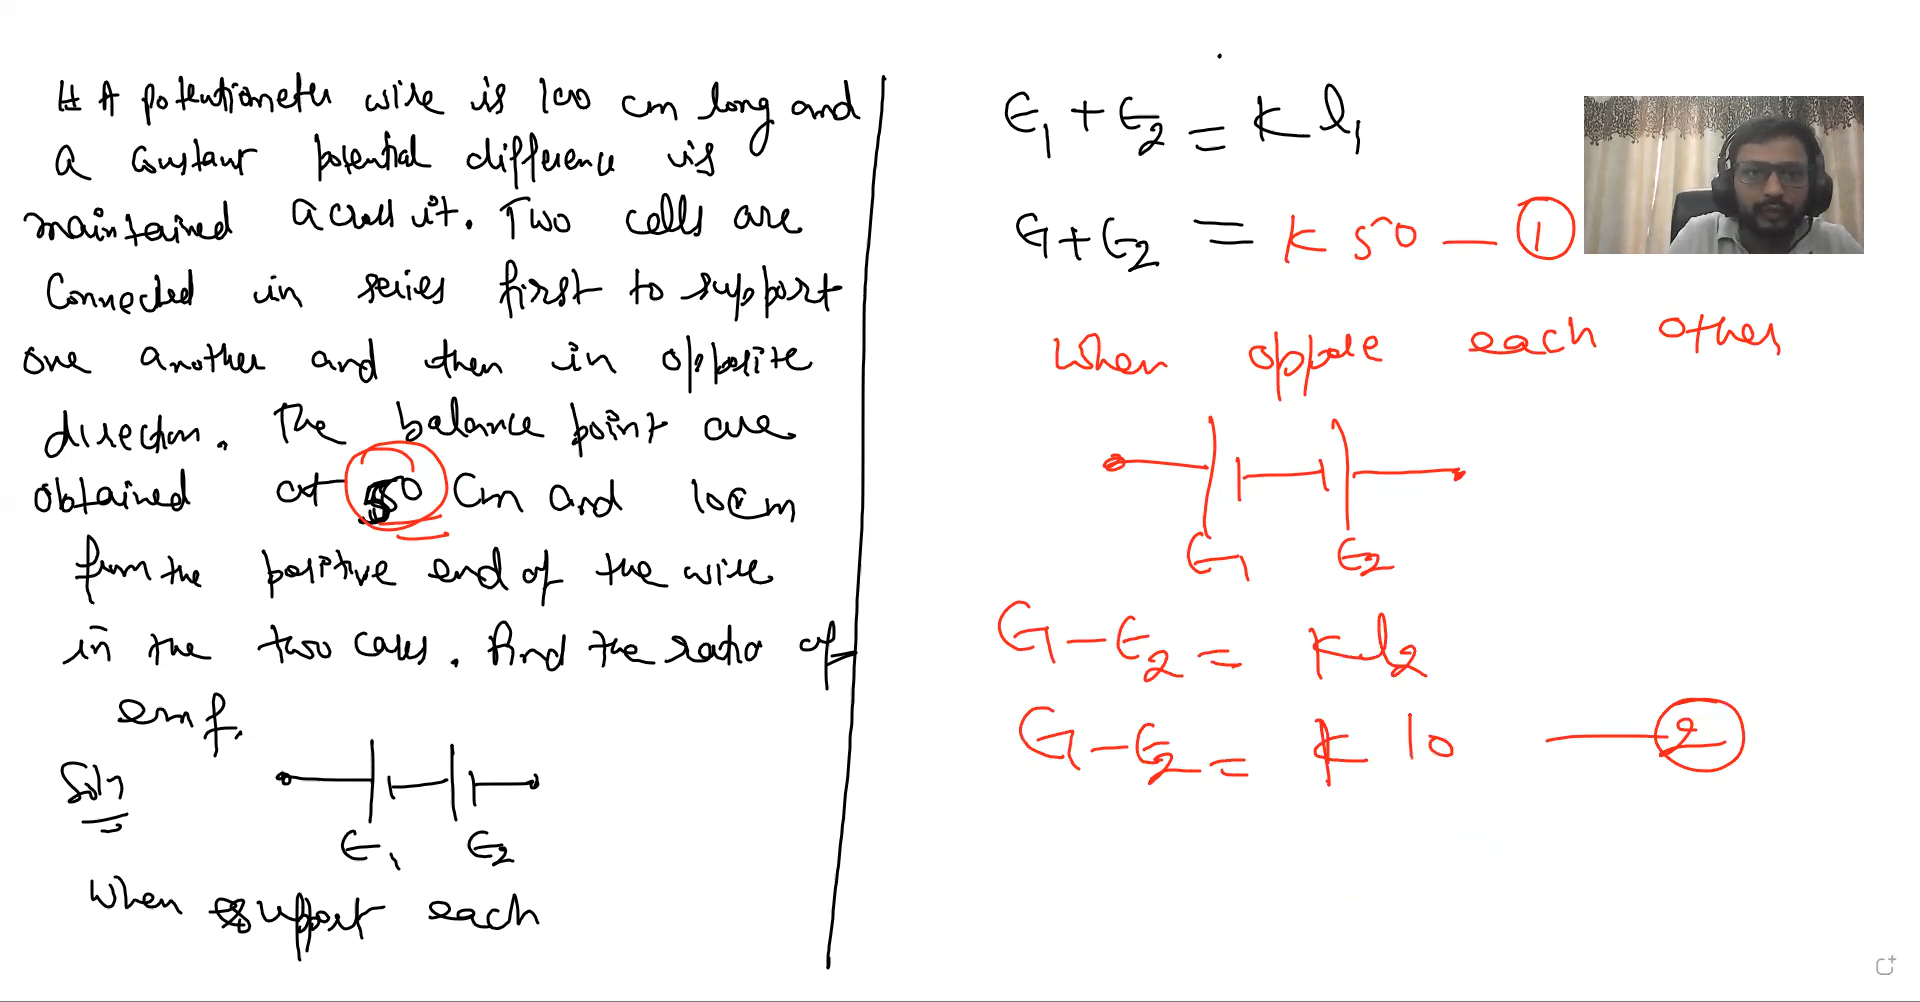 # A potentiometer wire is 100 cm long and
a constant potential difference is
maintained across it. Two cells are
Connected in series first to support
one another and then in opposite
direction. The balance point are
obtained at 50 cm and 10cm
from the positive end of the wire
in the two cases. Find the ratio of
emf.
Soln
E1 E2
When support each
E1 + E2 = K l1
E1 + E2 = K 50 — 1
When oppose each other
E1 E2
E1 - E2 = K l2
E1 - E2 = K 10 — 2